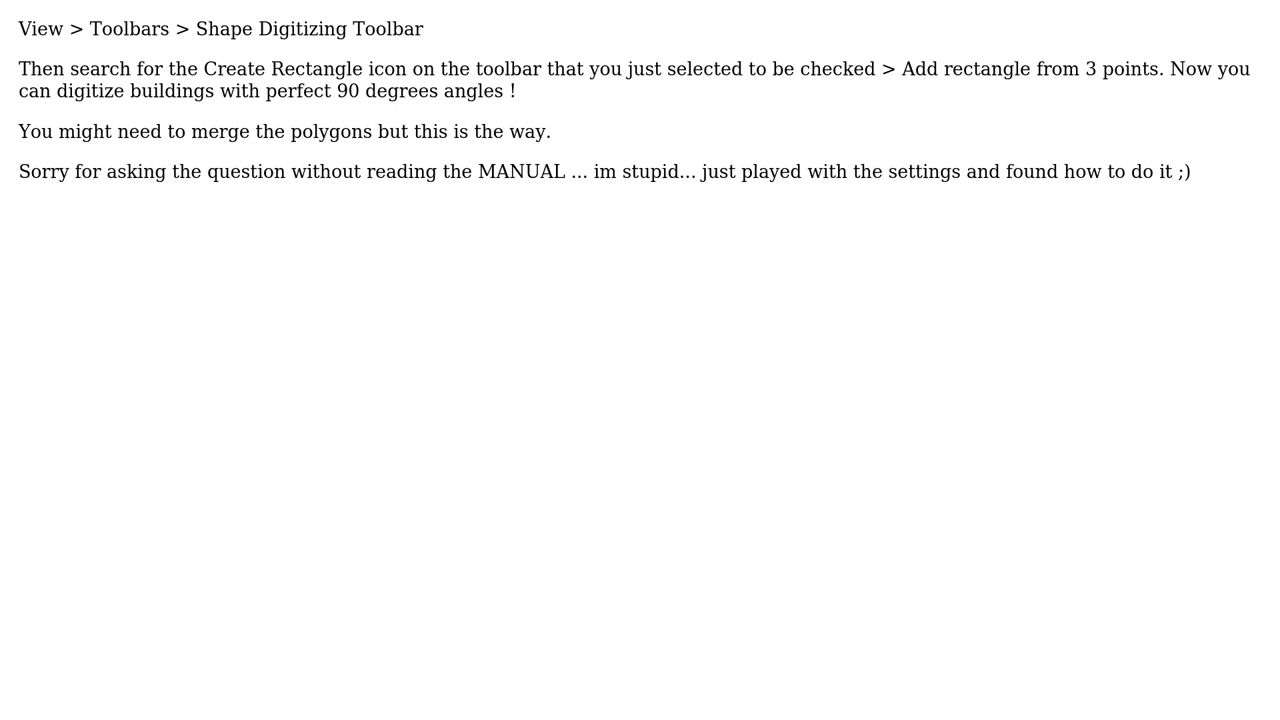 View > Toolbars > Shape Digitizing Toolbar
Then search for the Create Rectangle icon on the toolbar that you just selected to be checked > Add rectangle from 3 points. Now you
can digitize buildings with perfect 90 degrees angles !
You might need to merge the polygons but this is the way.
Sorry for asking the question without reading the MANUAL ... im stupid... just played with the settings and found how to do it ;)